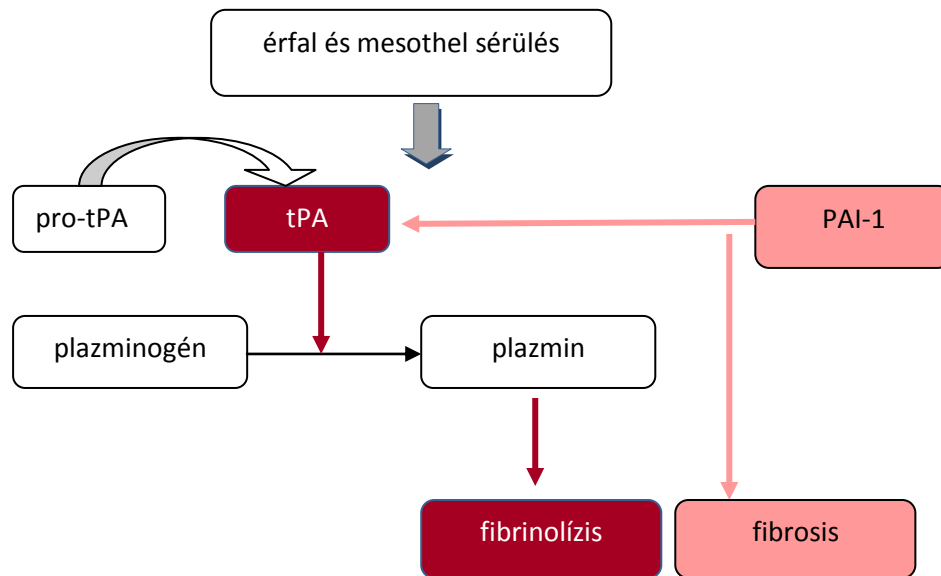 érfal és mesothel sérülés
pro-tPA
tPA
PAI-1
plazminogén
plazmin
fibrinolízis
fibrosis